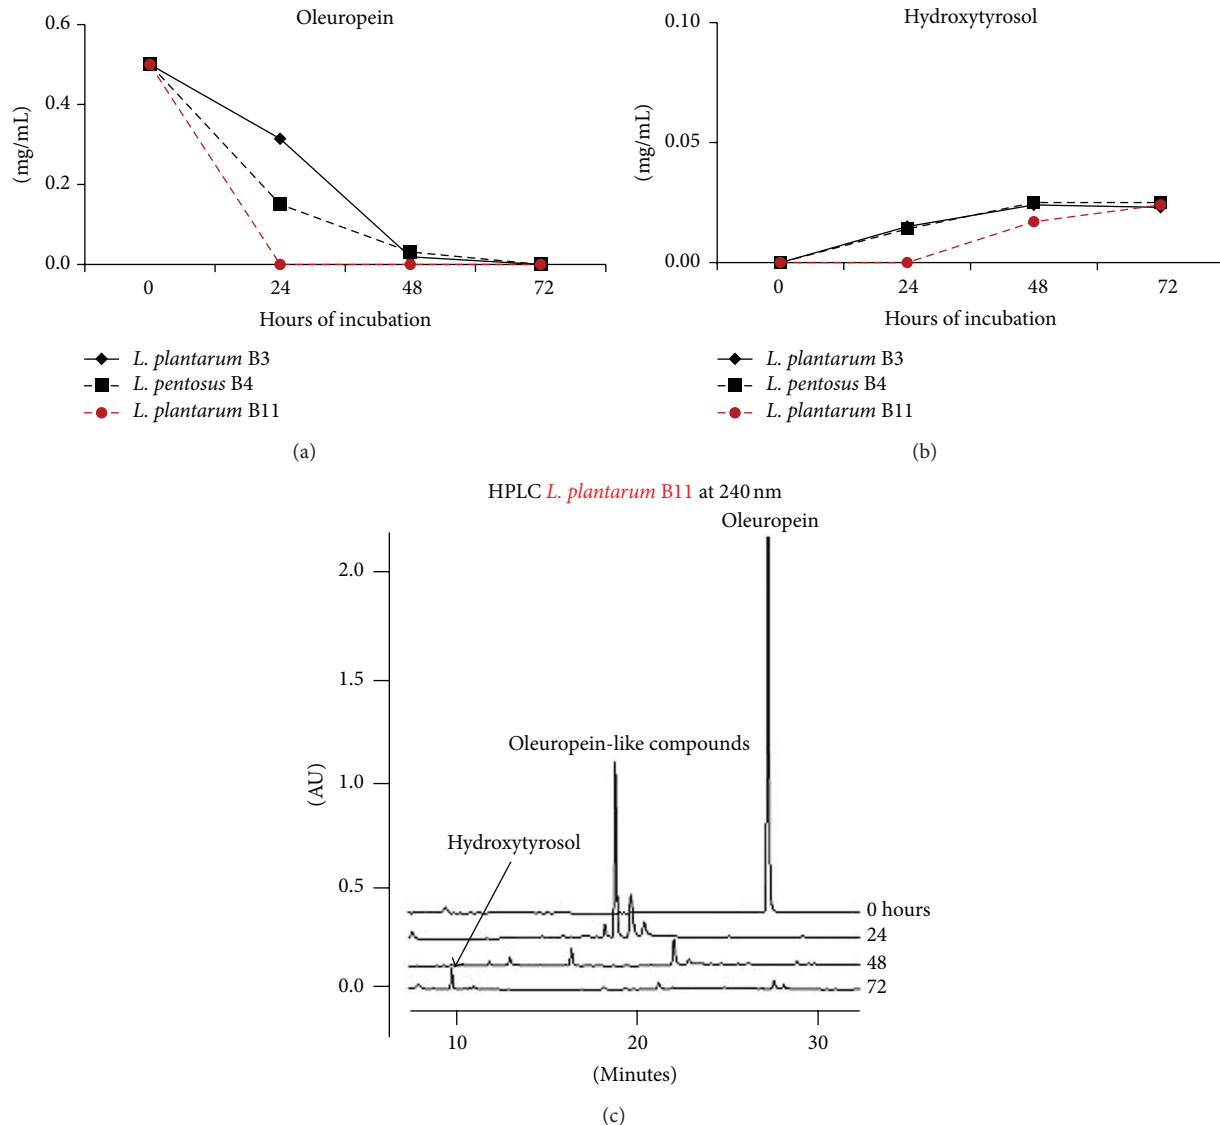 Oleuropein
0.6
0.4
0.2
0.0
(mg/mL)
0 24 48 72
Hours of incubation
L. plantarum B3
L. pentosus B4
L. plantarum B11
(a)
Hydroxytyrosol
0.10
0.05
0.00
(mg/mL)
0 24 48 72
Hours of incubation
L. plantarum B3
L. pentosus B4
L. plantarum B11
(b)
HPLC L. plantarum B11 at 240 nm
Oleuropein
2.0
1.5
1.0
0.5
0.0
(AU)
Oleuropein-like compounds
Hydroxytyrosol
0 hours
24
48
72
10 20 30
(Minutes)
(c)